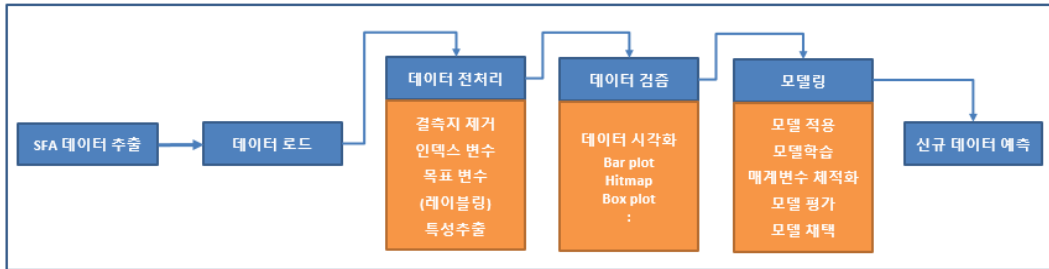 SFA 데이터 추출
데이터 로드
데이터 전처리
결측지 제거
인덱스 변수
목표 변수
(레이블링)
특성추출
데이터 검증
데이터 시각화
Bar plot
Hitmap
Box plot
:
모델링
모델 적용
모델학습
매계변수 체적화
모델 평가
모델 채택
신규 데이터 예측